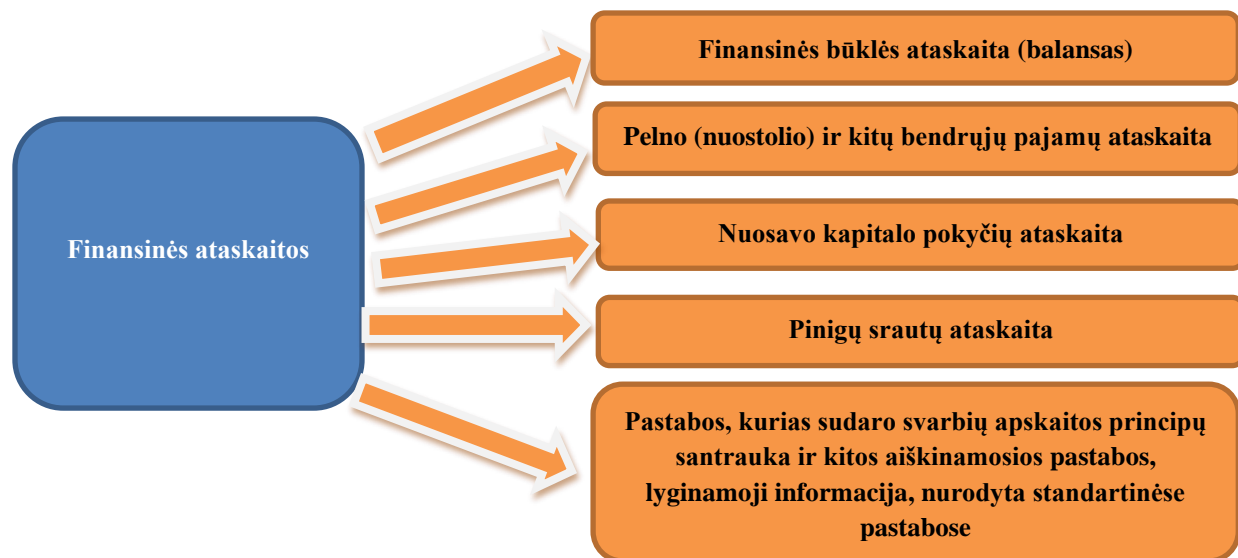 Finansinės ataskaitos
Finansinės būklės ataskaita (balansas)
Pelno (nuostolio) ir kitų bendrųjų pajamų ataskaita
Nuosavo kapitalo pokyčių ataskaita
Pinigų srautų ataskaita
Pastabos, kurias sudaro svarbių apskaitos principų
santrauka ir kitos aiškinamosios pastabos,
lyginamoji informacija, nurodyta standartinėse
pastabose